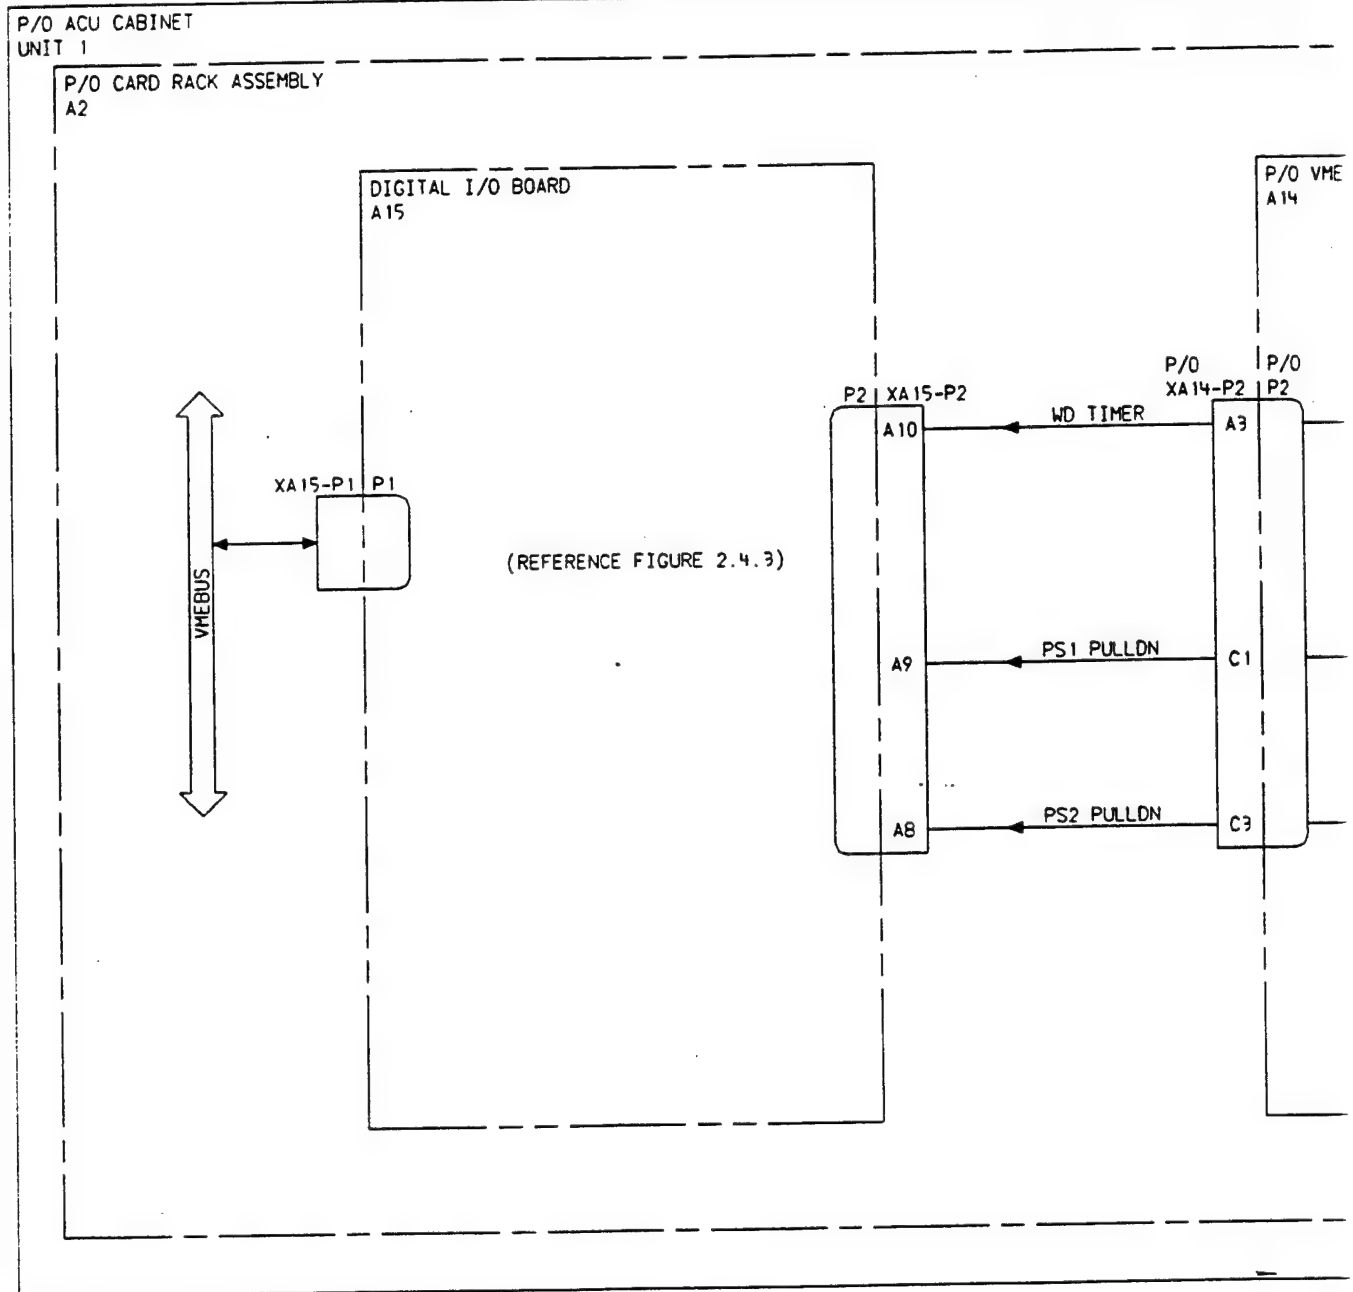 P/O ACU CABINET
UNIT 1
P/O CARD RACK ASSEMBLY
A2
DIGITAL I/O BOARD
A15
P/O VME
A14
P/O
P/O
XA14-P2
P2
P2
XA15-P2
A10
WD TIMER
A3
XA15-P1
P1
(REFERENCE FIGURE 2.4.3)
VMEBUS
A9
PS1 PULLDN
C1
A8
PS2 PULLDN
C3